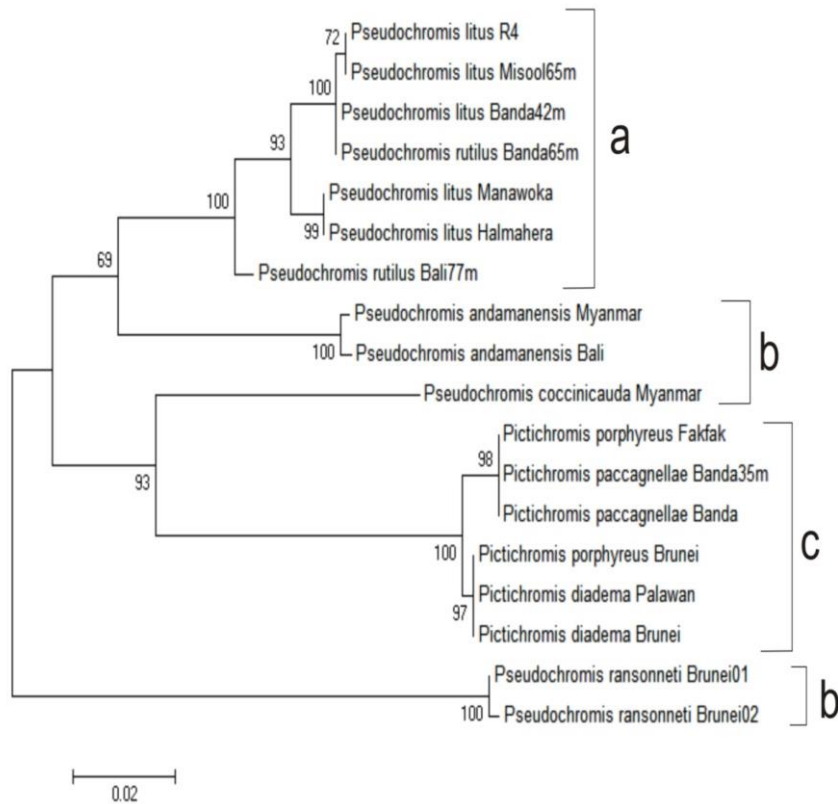 Pseudochromis litus R4
72
Pseudochromis litus Misool65m
100
Pseudochromis litus Banda42m
a
93
Pseudochromis rutilus Banda65m
100
Pseudochromis litus Manawoka
99
Pseudochromis litus Halmahera
69
Pseudochromis rutilus Bali77m
Pseudochromis andamanensis Myanmar
b
100
Pseudochromis andamanensis Bali
Pseudochromis coccinicauda Myanmar
Pictichromis porphyreus Fakfak
98
Pictichromis paccagnellae Banda35m
93
Pictichromis paccagnellae Banda
c
100
Pictichromis porphyreus Brunei
Pictichromis diadema Palawan
97
Pictichromis diadema Brunei
Pseudochromis ransonneti Brunei01
b
100
Pseudochromis ransonneti Brunei02
0.02